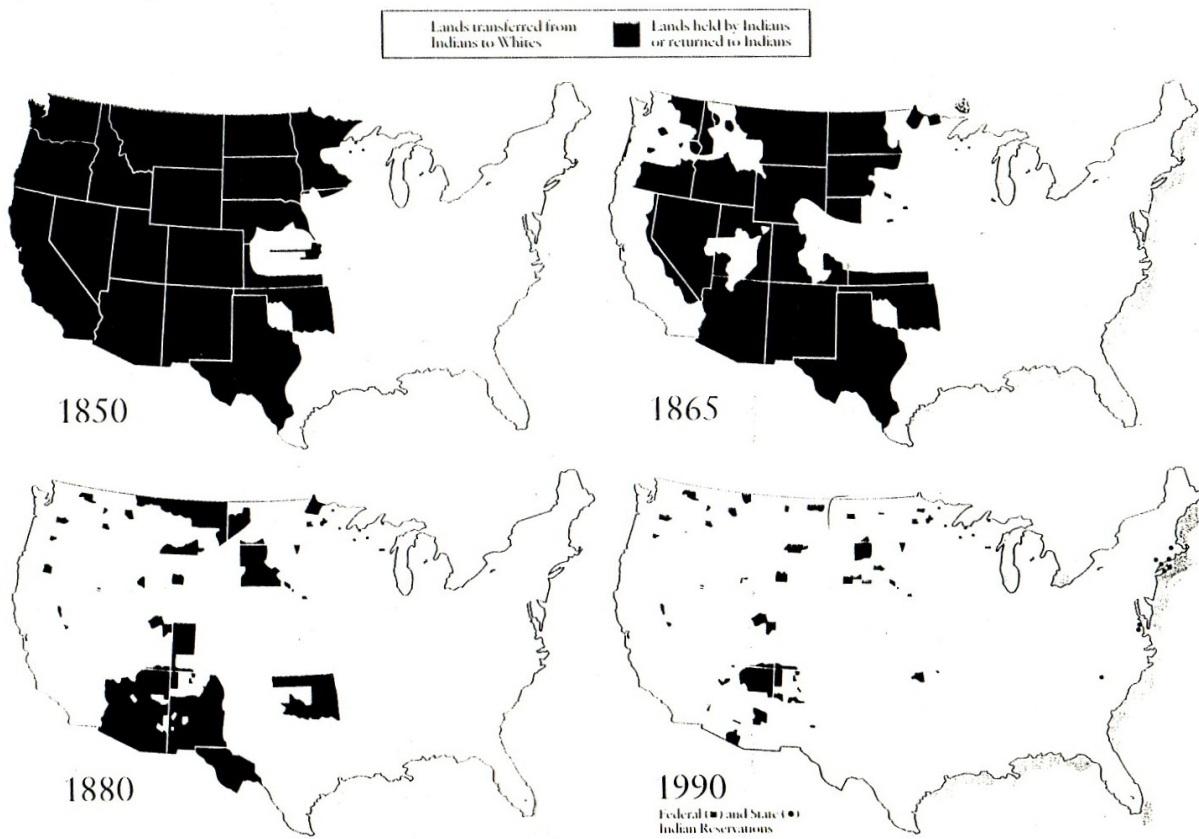 Lands transferred from
Indians to Whites
Lands held by Indians
or returned to Indians
1850
1865
1880
1990
Federal (■) and State (●)
Indian Reservations